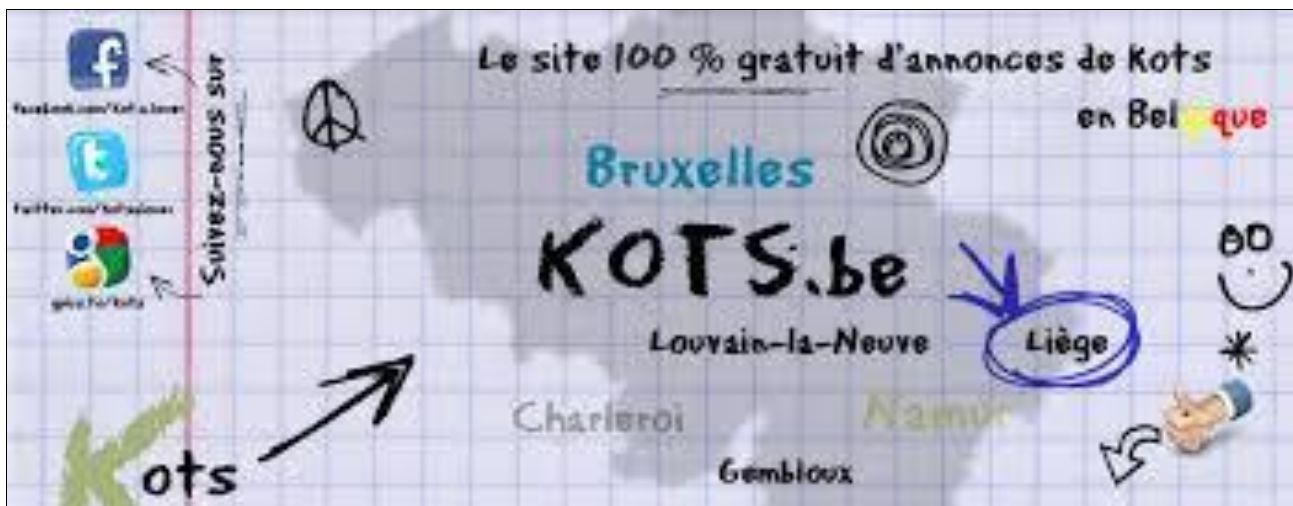 Le site 100 % gratuit d'annonces de kots
en Belgique
Suivez-nous sur
Bruxelles
KOTS.be
Louvain-la-Neuve
Liège
Charleroi
Namur
Gembloux
Kots